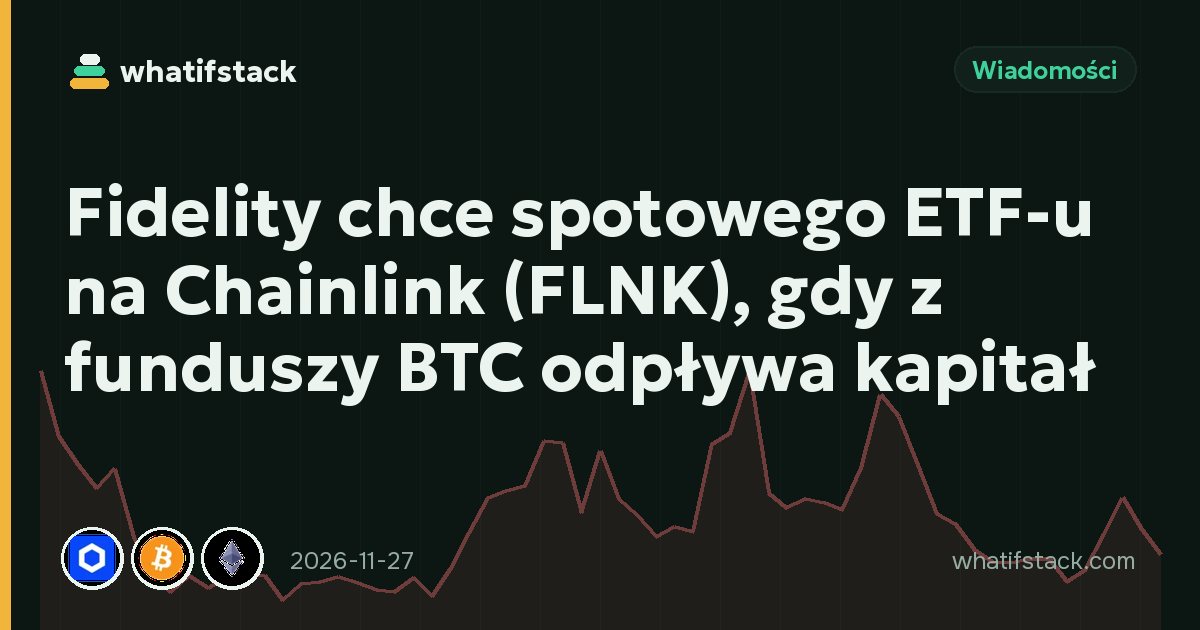 whatifstack
Wiadomości
Fidelity chce spotowego ETF-u
na Chainlink (FLNK), gdy z
funduszy BTC odpływa kapitał
2026-11-27
whatifstack.com